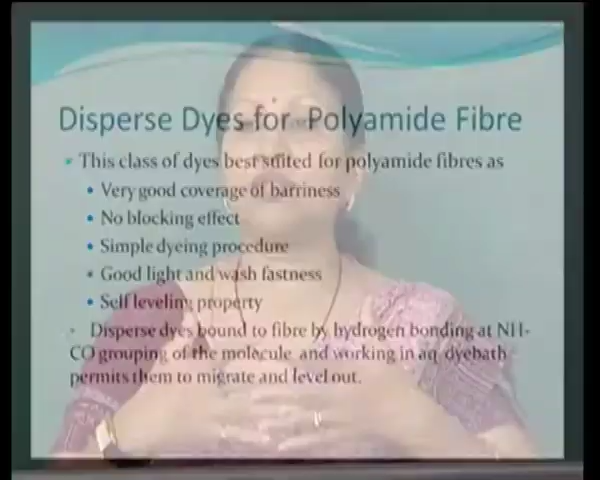 Disperse Dyes for Polyamide Fibre
This class of dyes best suited for polyamide fibres as
Very good coverage of barriness
No blocking effect
Simple dyeing procedure
Good light and wash fastness
Self leveling property
Disperse dyes bound to fibre by hydrogen bonding at NH-
CO grouping of the molecule and working in aq dyebath
permits them to migrate and level out.